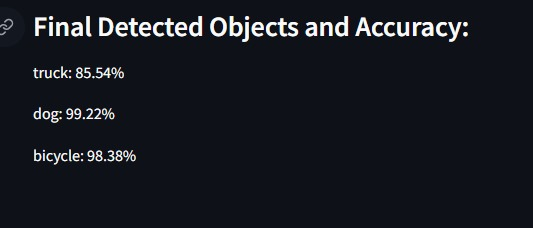 Final Detected Objects and Accuracy:
truck: 85.54%
dog: 99.22%
bicycle: 98.38%